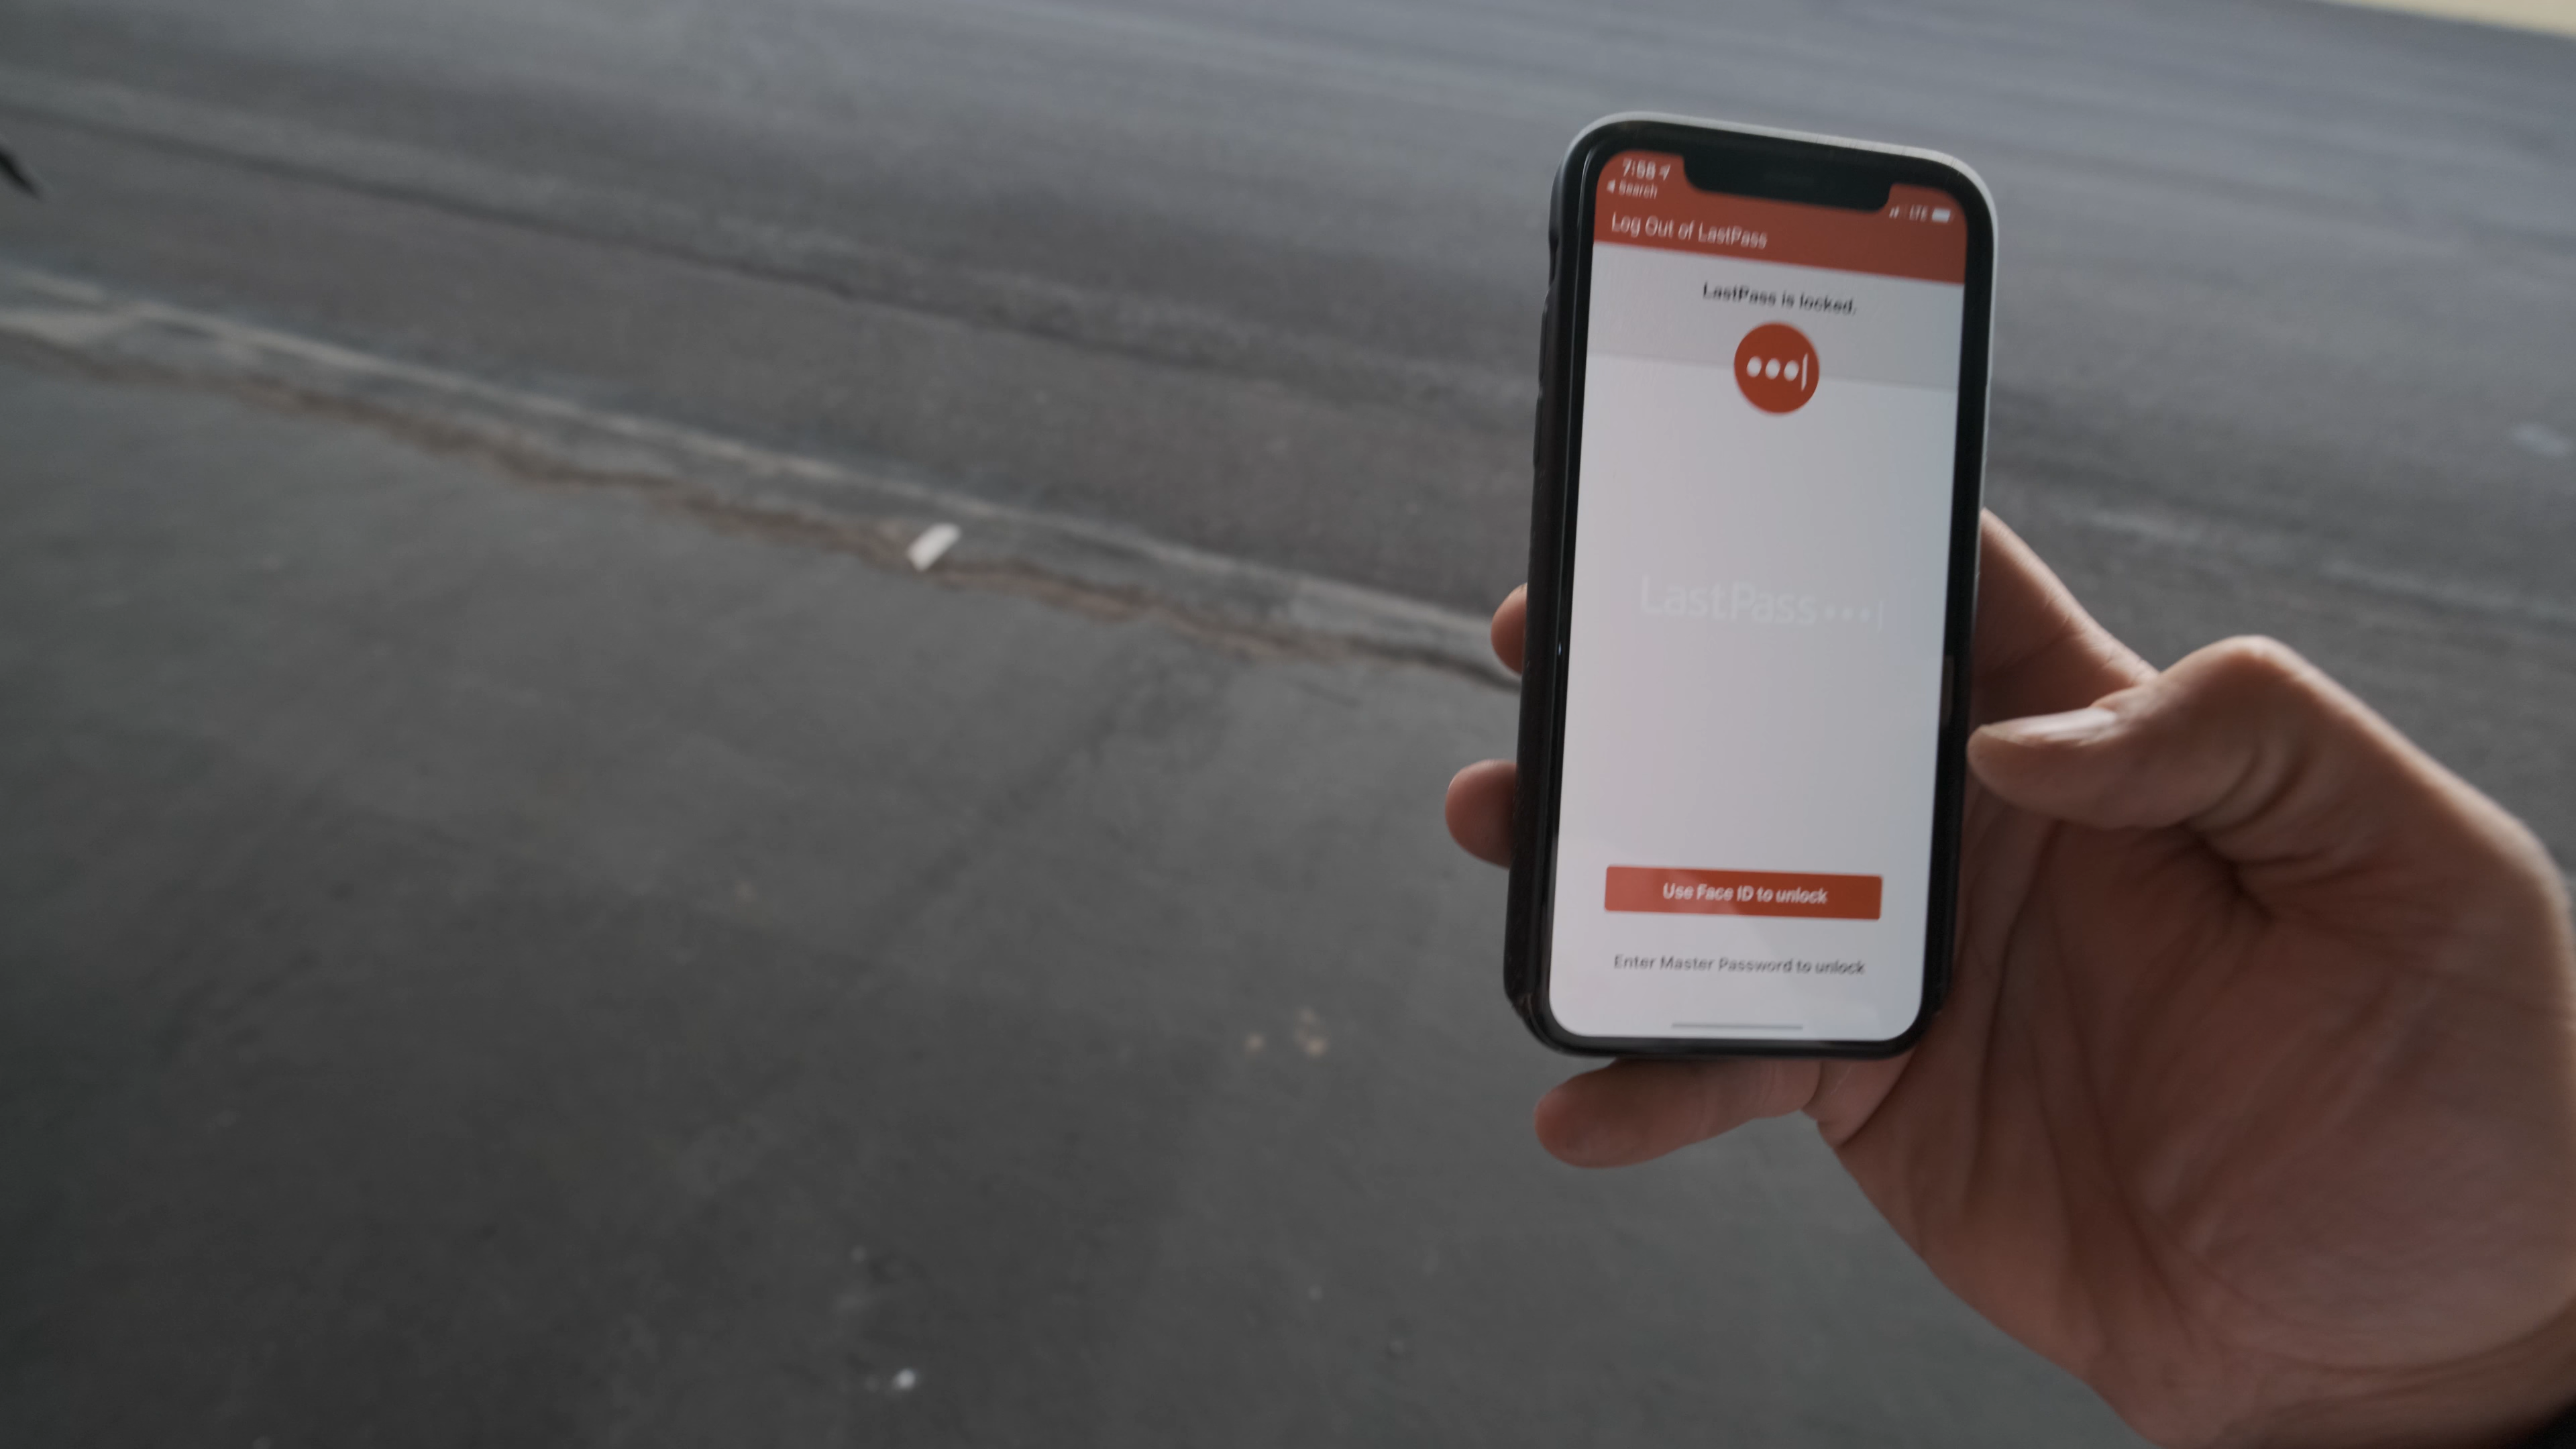 7:58
Search
LTE
Log Out of LastPass
LastPass is locked.
LastPass
Use Face ID to unlock
Enter Master Password to unlock